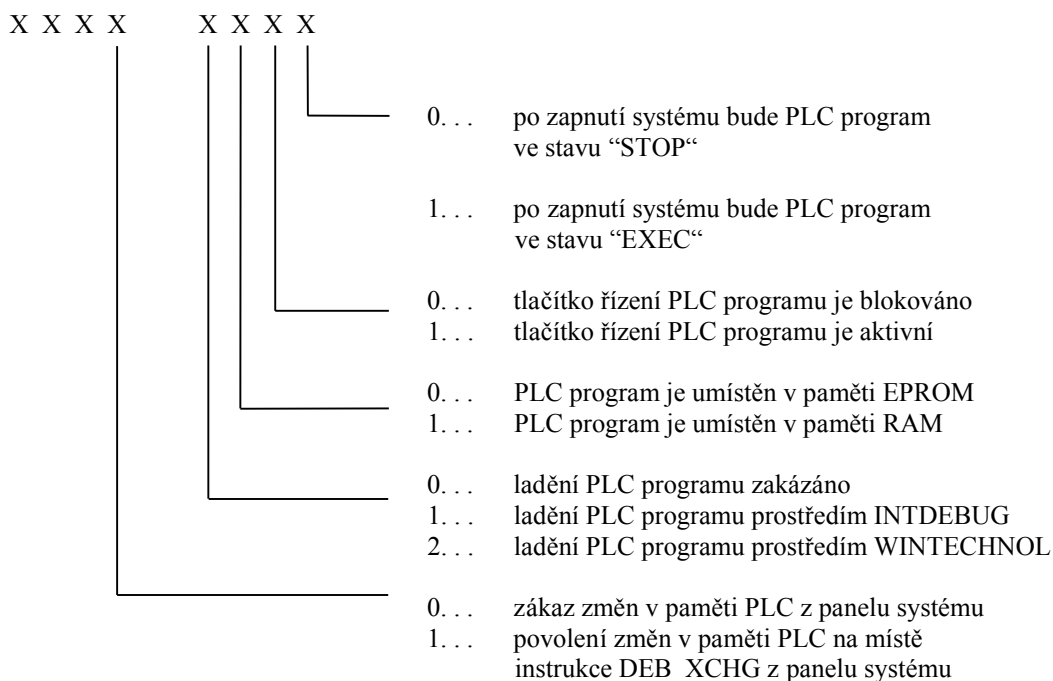 X X X X X X X X
0. . . po zapnutí systému bude PLC program
ve stavu “STOP“
1. . . po zapnutí systému bude PLC program
ve stavu “EXEC“
0. . . tlačítko řízení PLC programu je blokováno
1. . . tlačítko řízení PLC programu je aktivní
0. . . PLC program je umístěn v paměti EPROM
1. . . PLC program je umístěn v paměti RAM
0. . . ladění PLC programu zakázáno
1. . . ladění PLC programu prostředím INTDEBUG
2. . . ladění PLC programu prostředím WINTECHNOL
0. . . zákaz změn v paměti PLC z panelu systému
1. . . povolení změn v paměti PLC na místě
instrukce DEB_XCHG z panelu systému